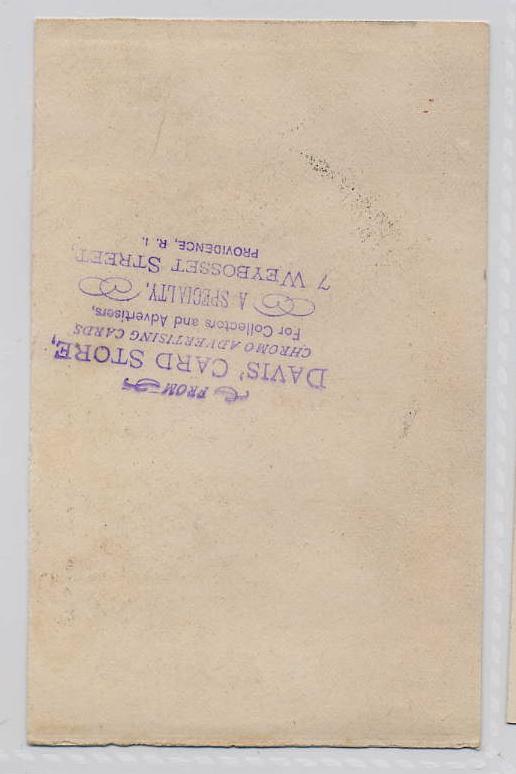 FROM
DAVIS' CARD STORE,
CHROMO ADVERTISING CARDS
For Collectors and Advertisers,
A SPECIALTY,
7 WEYBOSSET STREET,
PROVIDENCE, R. I.